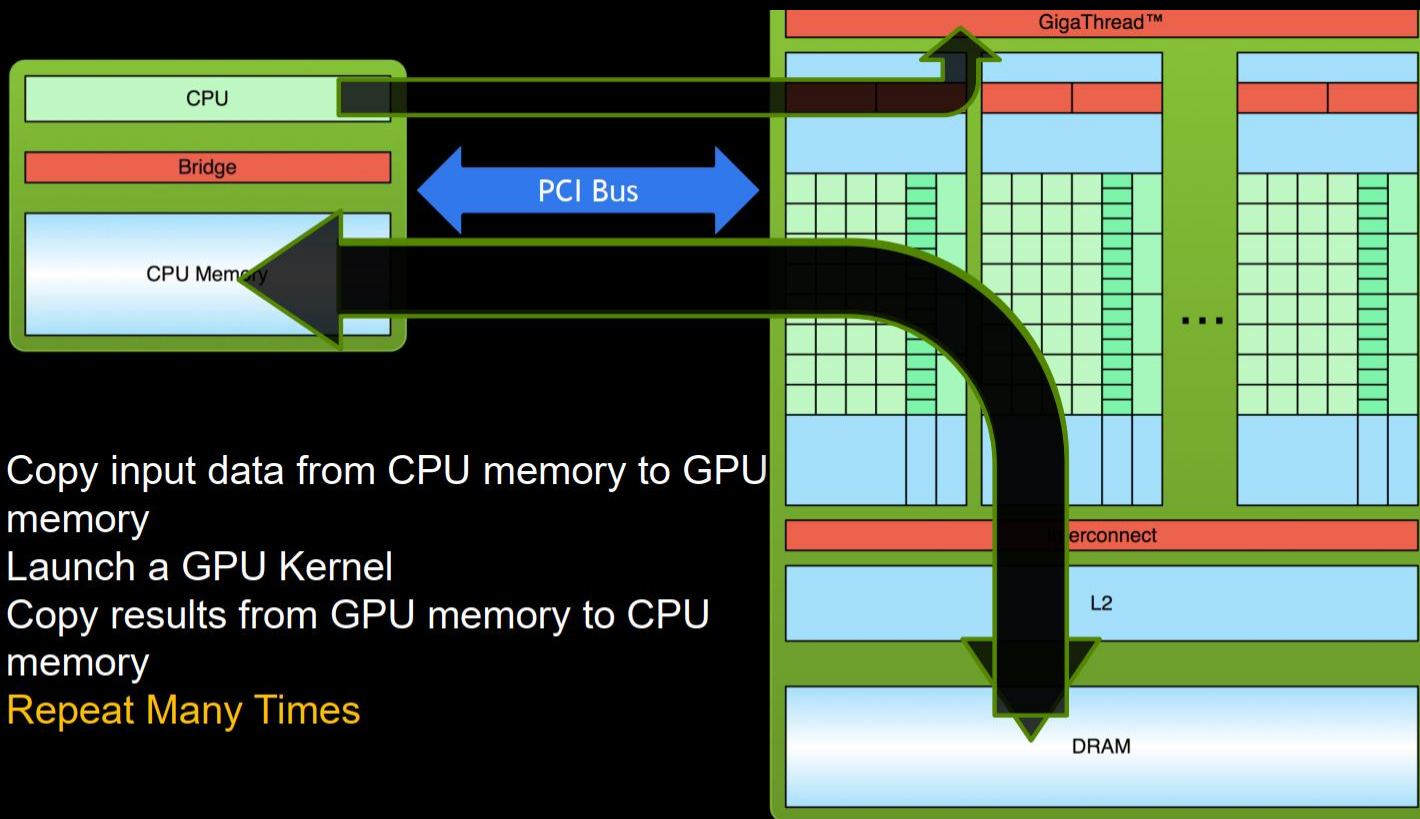 GigaThread™
CPU
Bridge
PCI Bus
CPU Memory
...
Copy input data from CPU memory to GPU
memory
Launch a GPU Kernel
Copy results from GPU memory to CPU
memory
Repeat Many Times
Interconnect
L2
DRAM